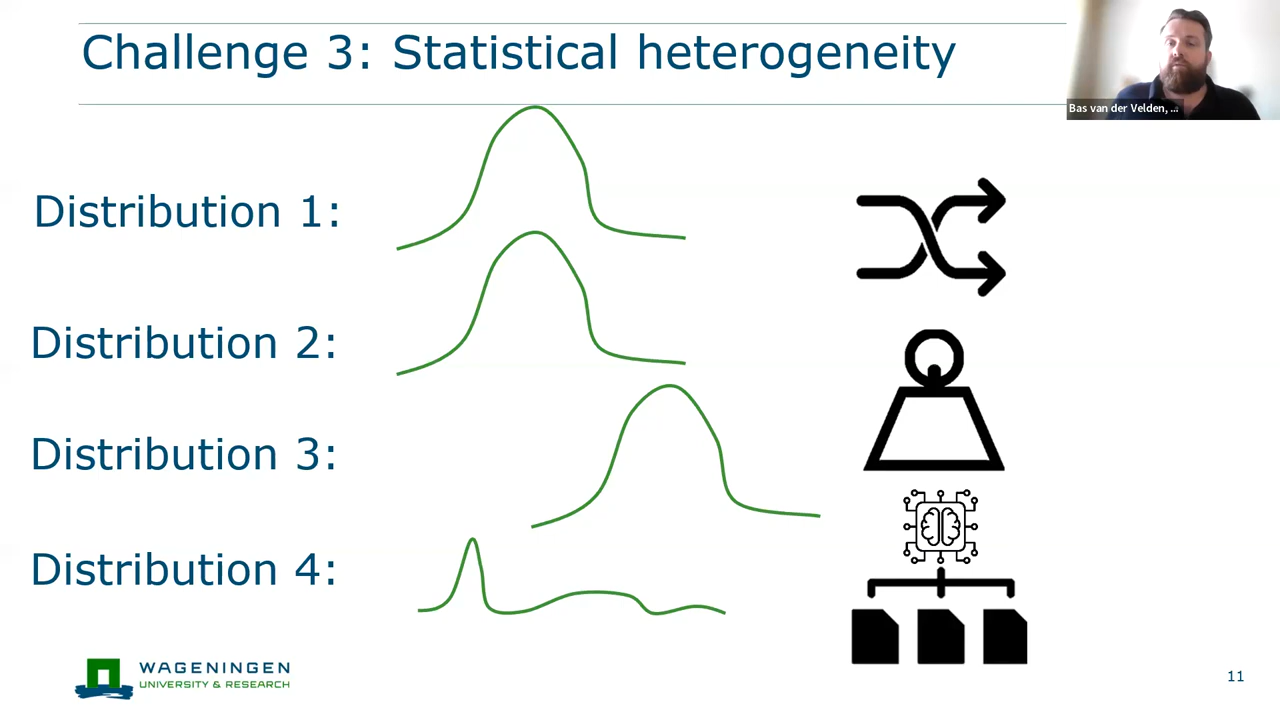 Challenge 3: Statistical heterogeneity
Bas van der Velden, ...
Distribution 1:
Distribution 2:
Distribution 3:
Distribution 4:
WAGENINGEN
UNIVERSITY & RESEARCH
11